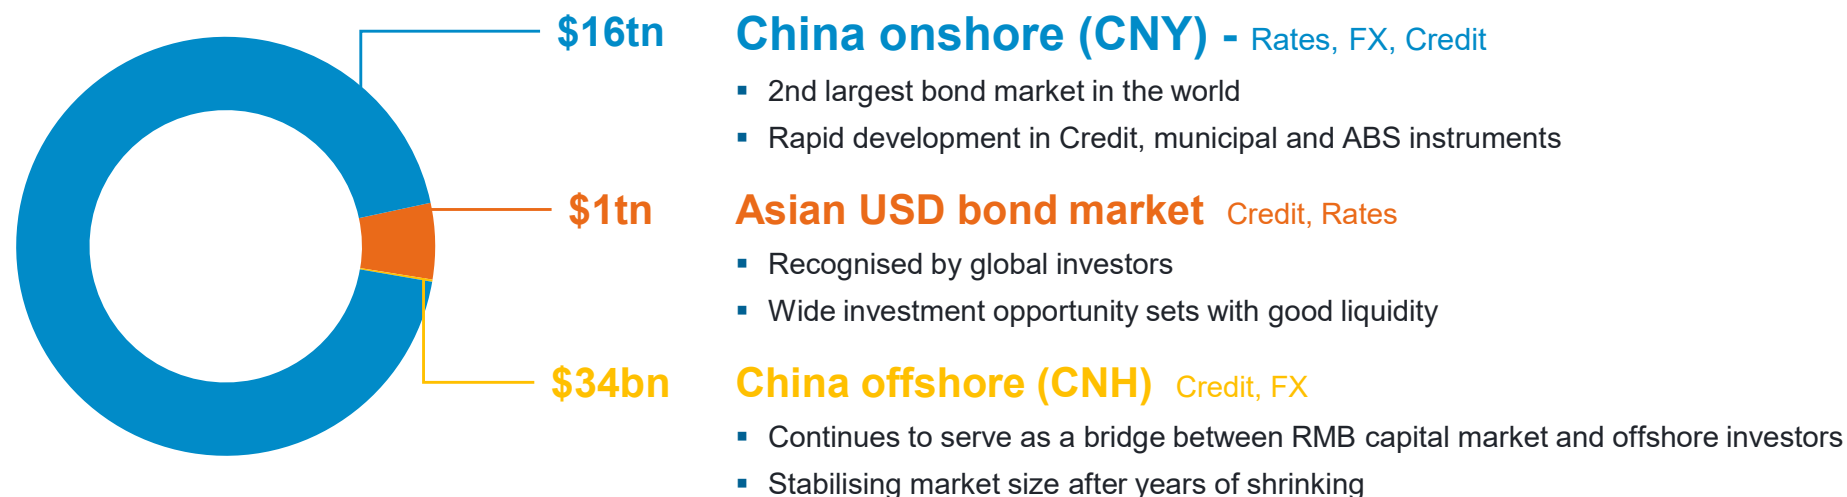 $16tn China onshore (CNY) - Rates, FX, Credit
▪ 2nd largest bond market in the world
▪ Rapid development in Credit, municipal and ABS instruments
$1tn Asian USD bond market Credit, Rates
▪ Recognised by global investors
▪ Wide investment opportunity sets with good liquidity
$34bn China offshore (CNH) Credit, FX
▪ Continues to serve as a bridge between RMB capital market and offshore investors
▪ Stabilising market size after years of shrinking